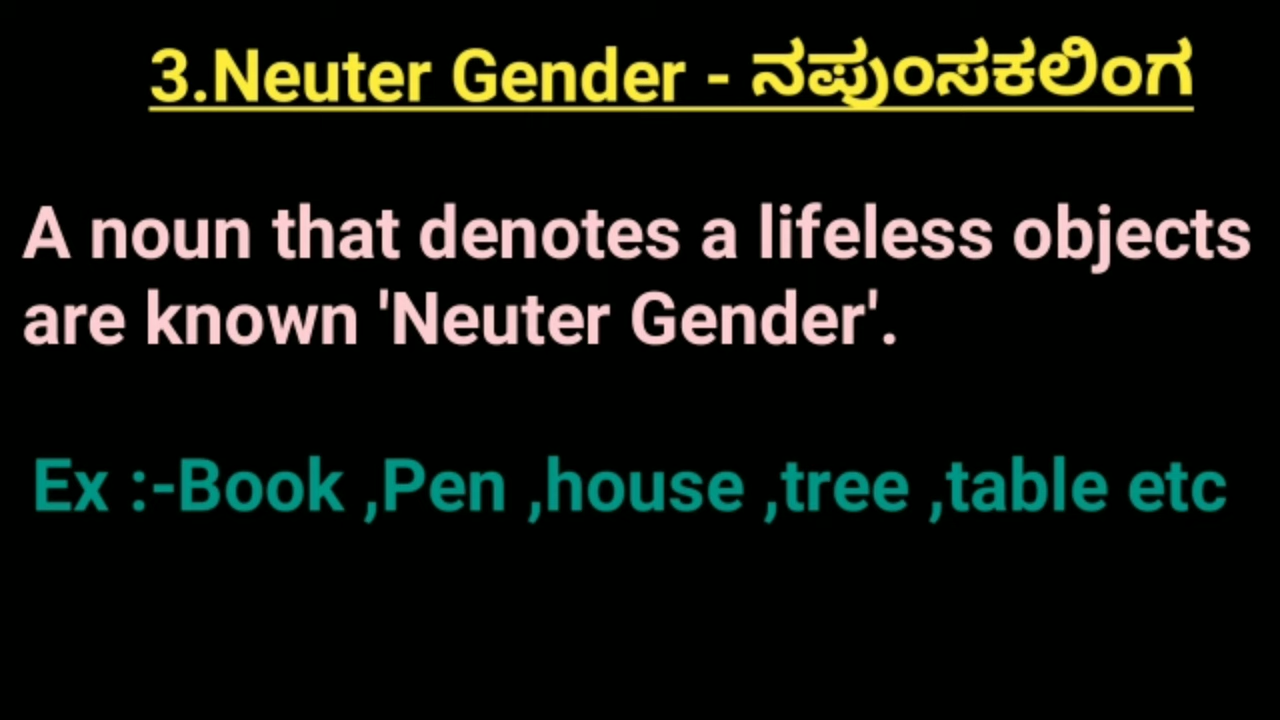 3.Neuter Gender - ನಪುಂಸಕಲಿಂಗ
A noun that denotes a lifeless objects
are known 'Neuter Gender'.
Ex :-Book ,Pen ,house ,tree ,table etc